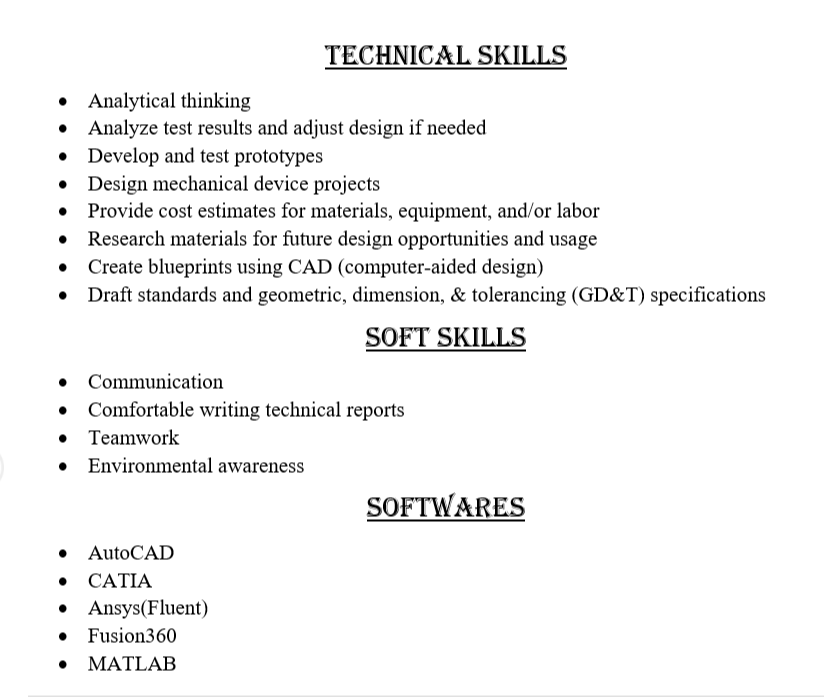 TECHNICAL SKILLS
Analytical thinking
Analyze test results and adjust design if needed
Develop and test prototypes
Design mechanical device projects
Provide cost estimates for materials, equipment, and/or labor
Research materials for future design opportunities and usage
Create blueprints using CAD (computer-aided design)
Draft standards and geometric, dimension, & tolerancing (GD&T) specifications
SOFT SKILLS
Communication
Comfortable writing technical reports
Teamwork
Environmental awareness
SOFTWARES
AutoCAD
CATIA
Ansys(Fluent)
Fusion360
MATLAB